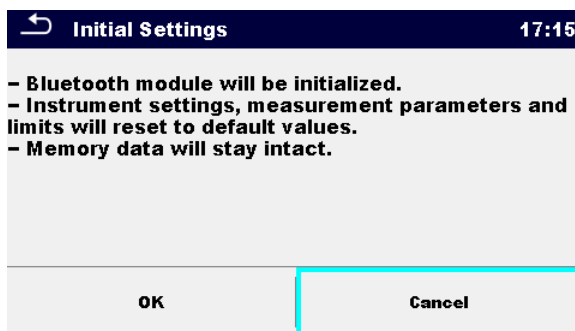 Initial Settings 17:15
– Bluetooth module will be initialized.
– Instrument settings, measurement parameters and
limits will reset to default values.
– Memory data will stay intact.
OK Cancel